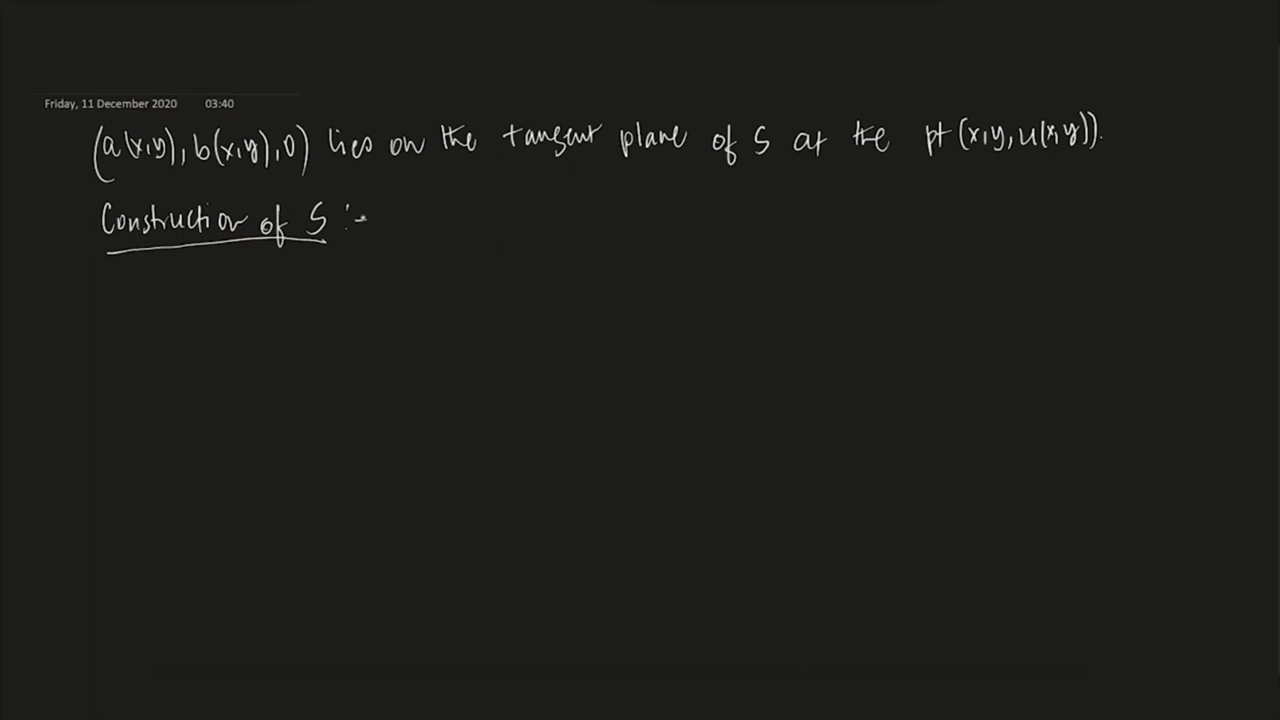 Friday, 11 December 2020 03:40
(a(x,y), b(x,y), 0) lies on the tangent plane of S at the pt (x,y,u(x,y)).
Construction of S :-